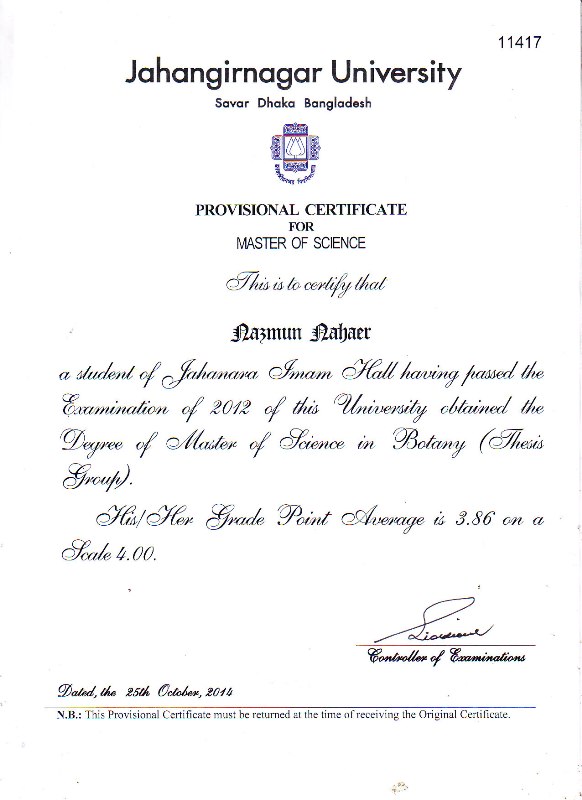 11417
Jahangirnagar University
Savar Dhaka Bangladesh
PROVISIONAL CERTIFICATE
FOR
MASTER OF SCIENCE
This is to certify that
Nazmun Nahaer
a student of Jahanara Imam Hall having passed the
Examination of 2012 of this University obtained the
Degree of Master of Science in Botany (Thesis
Group).
His/Her Grade Point Average is 3.86 on a
Scale 4.00.
Controller of Examinations
Dated, the 25th October, 2014
N.B.: This Provisional Certificate must be returned at the time of receiving the Original Certificate.